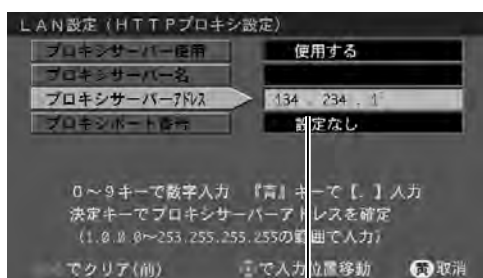 LAN設定（HTTPプロキシ設定）
プロキシサーバー使用 使用する
プロキシサーバー名
プロキシサーバーアドレス 134 . 234 . 1
プロキシポート番号 設定なし
0～9キーで数字入力 『青』キーで【.】入力
決定キーでプロキシサーバーアドレスを確定
(1.0.0.0～253.255.255.255の範囲で入力)
でクリア(前) で入力位置移動 黄 取消